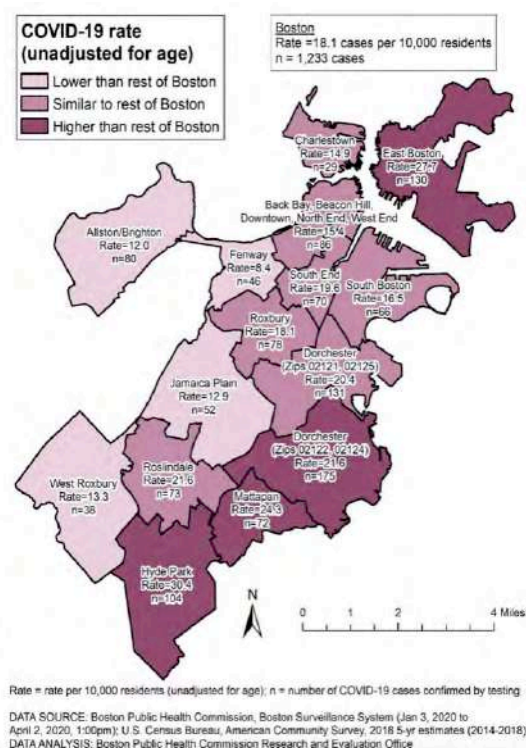 COVID-19 rate
(unadjusted for age)
Lower than rest of Boston
Similar to rest of Boston
Higher than rest of Boston
Boston
Rate =18.1 cases per 10,000 residents
n = 1,233 cases
Charlestown
Rate=14.9
n=29
East Boston
Rate=27.7
n=130
Back Bay, Beacon Hill,
Downtown, North End, West End
Rate=15.4
n=86
Allston/Brighton
Rate=12.0
n=80
Fenway
Rate=8.4
n=46
South End
Rate=19.6
n=70
South Boston
Rate=16.5
n=66
Roxbury
Rate=18.1
n=78
Dorchester
(Zips 02121, 02125)
Rate=20.4
n=131
Jamaica Plain
Rate=12.9
n=52
Dorchester
(Zips 02122, 02124)
Rate=21.6
n=175
West Roxbury
Rate=13.3
n=38
Roslindale
Rate=21.6
n=73
Mattapan
Rate=24.3
n=72
Hyde Park
Rate=30.4
n=104
N
0 1 2 4 Miles
Rate = rate per 10,000 residents (unadjusted for age); n = number of COVID-19 cases confirmed by testing
DATA SOURCE: Boston Public Health Commission, Boston Surveillance System (Jan 3, 2020 to
April 2, 2020, 1:00pm); U.S. Census Bureau, American Community Survey, 2018 5-yr estimates (2014-2018)
DATA ANALYSIS: Boston Public Health Commission Research and Evaluation Office